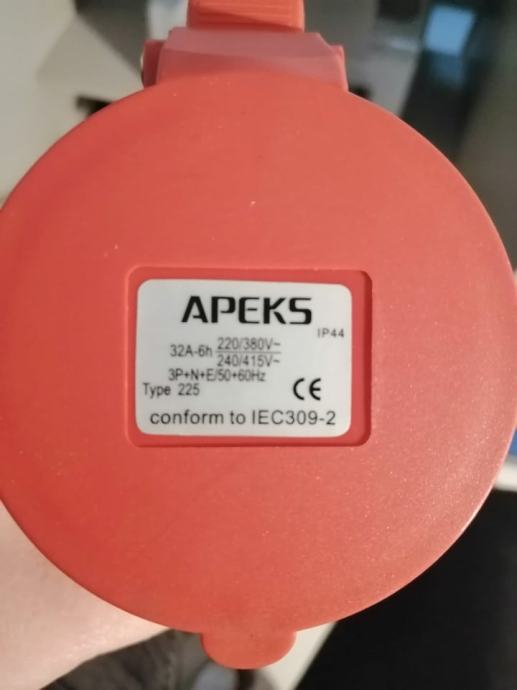 APEKS
IP44
32A-6h 220/380V~
240/415V~
3P+N+E/50+60Hz
Type 225 CE
conform to IEC309-2